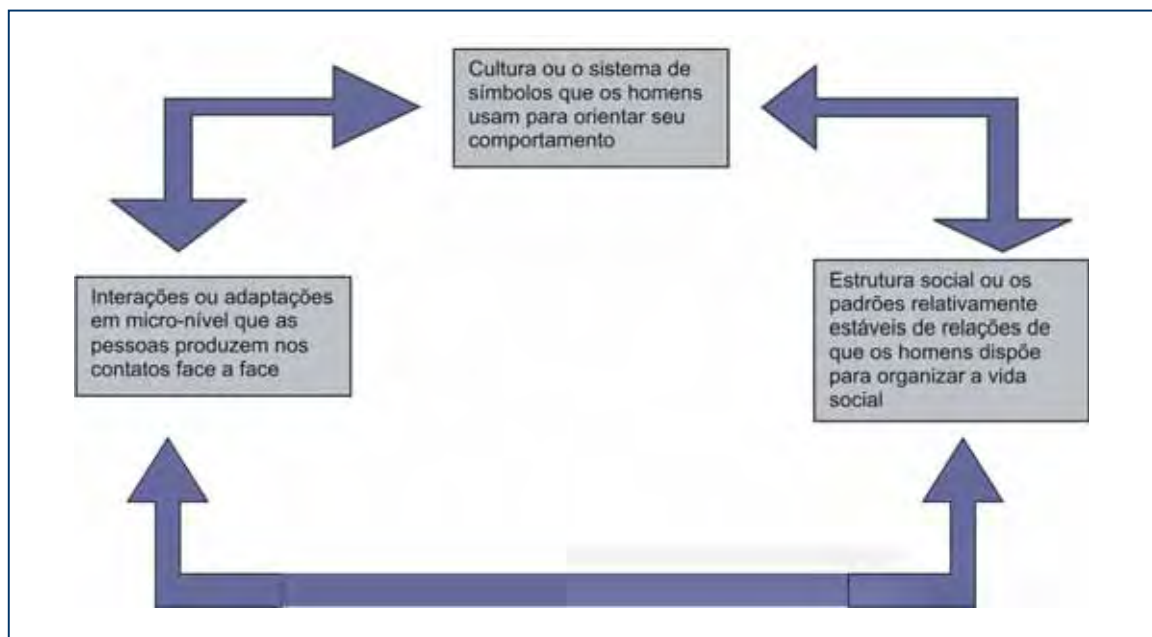 Cultura ou o sistema de
símbolos que os homens
usam para orientar seu
comportamento
Interações ou adaptações
em micro-nível que as
pessoas produzem nos
contatos face a face
Estrutura social ou os
padrões relativamente
estáveis de relações de
que os homens dispõe
para organizar a vida
social